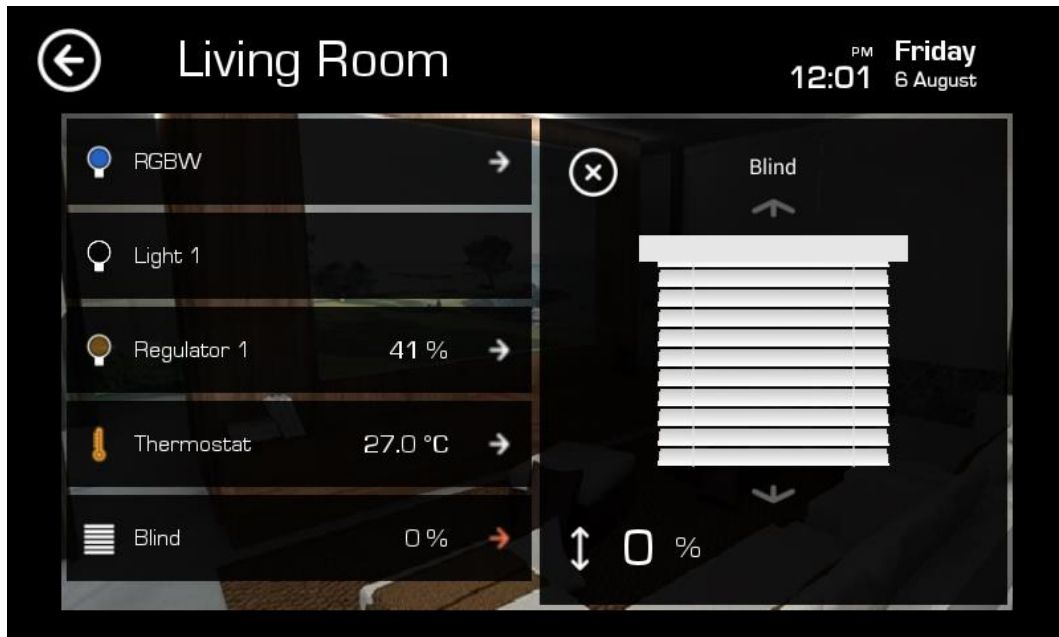 Living Room
PM
12:01
Friday
6 August
RGBW
Light 1
Regulator 1 41 %
Thermostat 27.0 °C
Blind 0 %
Blind
0 %